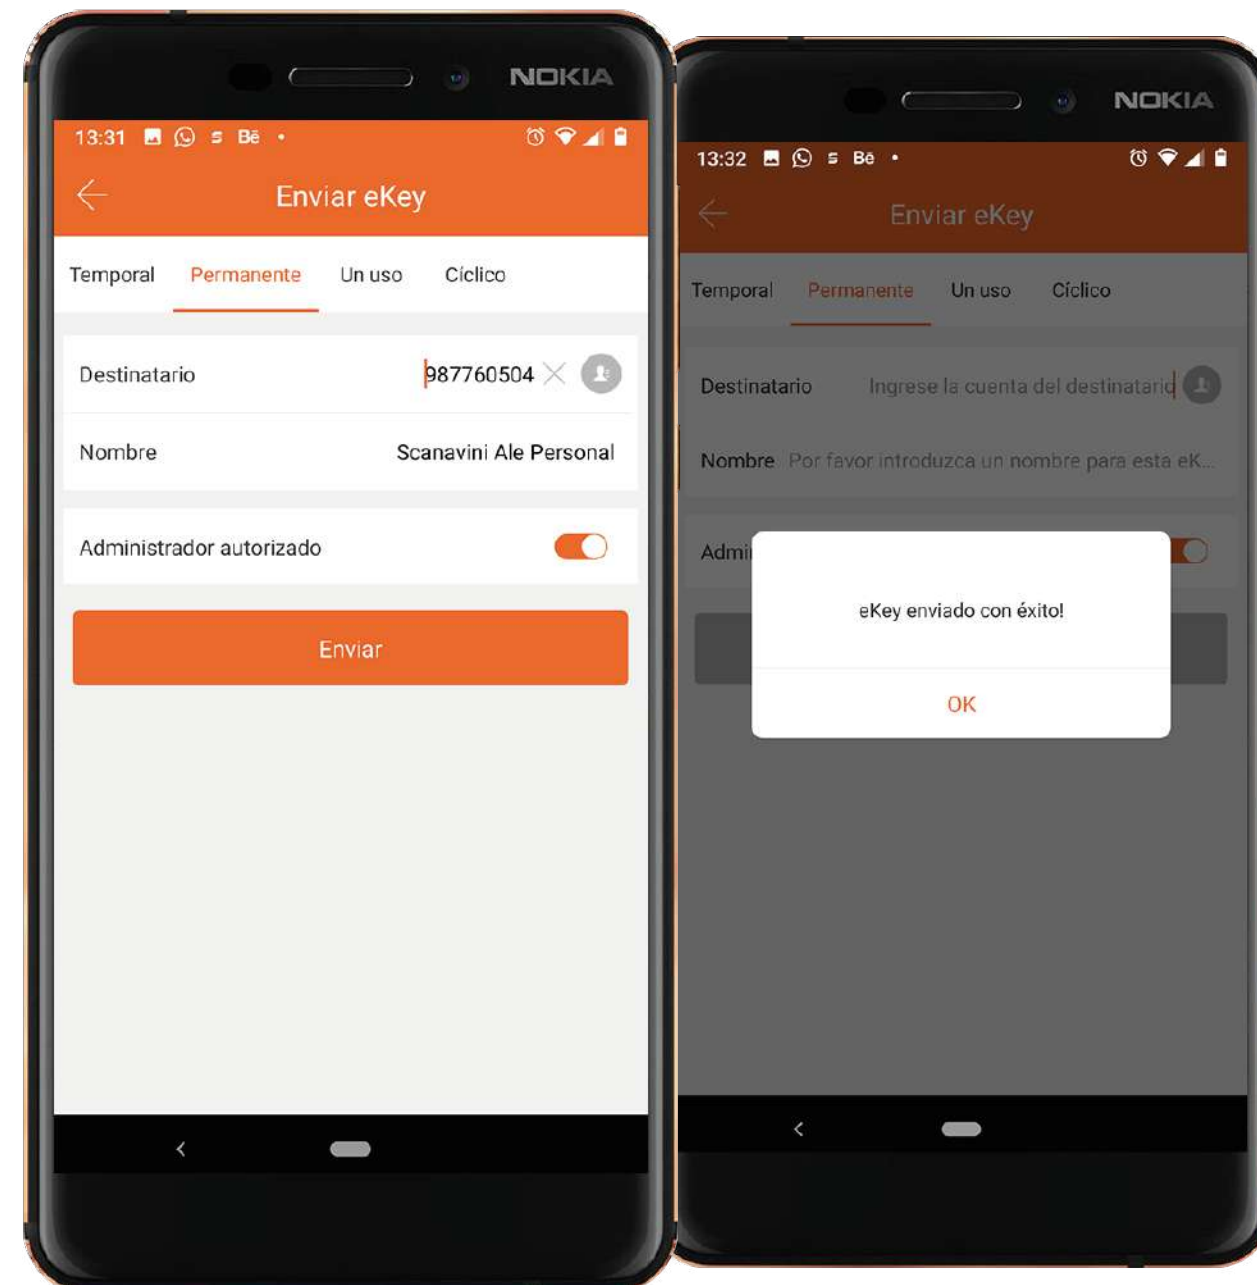 NOKIA
13:31 S Bē
Enviar eKey
Temporal Permanente Un uso Cíclico
Destinatario 987760504
Nombre Scanavini Ale Personal
Administrador autorizado
Enviar
NOKIA
13:32 S Bē
Enviar eKey
Temporal Permanente Un uso Cíclico
Destinatario Ingrese la cuenta del destinatario
Nombre Por favor introduzca un nombre para esta eK...
Admi
eKey enviado con éxito!
OK